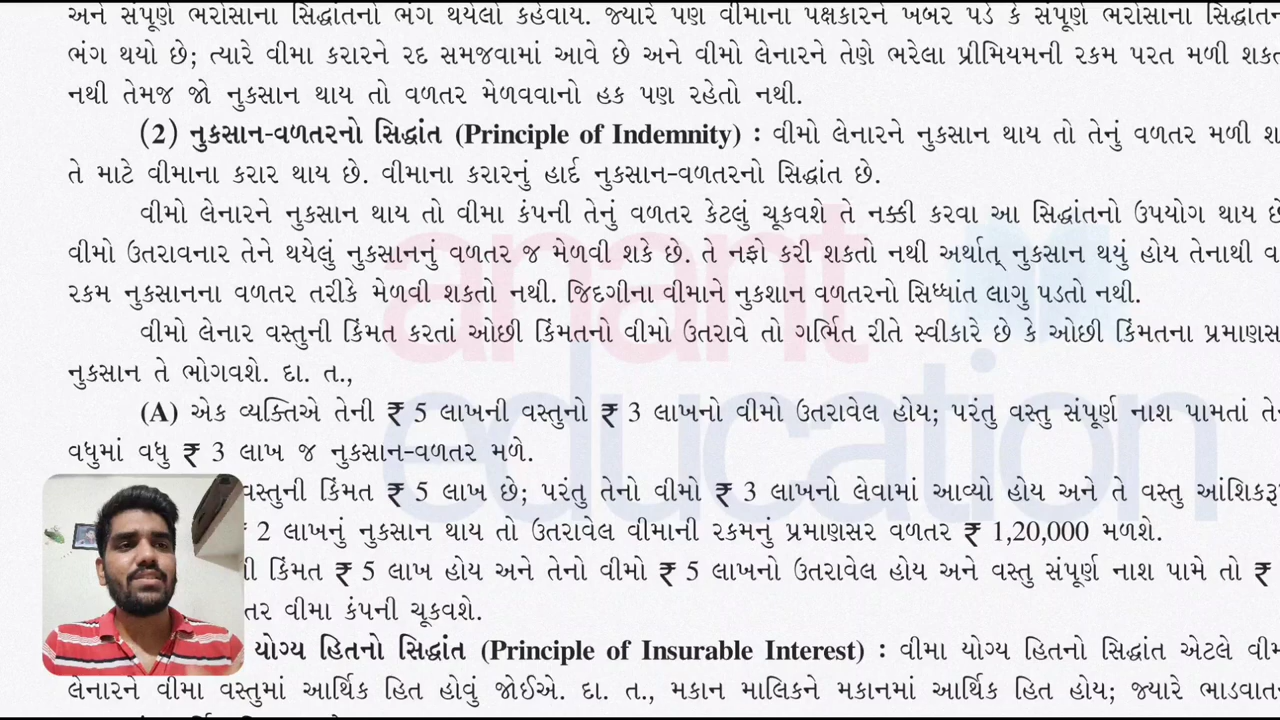 અને સંપૂર્ણ ભરોસાના સિદ્ધાંતનો ભંગ થયેલો કહેવાય. જ્યારે પણ વીમાના પક્ષકારને ખબર પડે કે સંપૂર્ણ ભરોસાના
ભંગ થયો છે; ત્યારે વીમા કરારને રદ સમજવામાં આવે છે અને વીમો લેનારને તેણે ભરેલા પ્રીમિયમની રકમ પરત મળી
નથી તેમજ જો નુકસાન થાય તો વળતર મેળવવાનો હક પણ રહેતો નથી.
(2) નુકસાન-વળતરનો સિદ્ધાંત (Principle of Indemnity) : વીમો લેનારને નુકસાન થાય તો તેનું વળતર મળી
તે માટે વીમાના કરાર થાય છે. વીમાના કરારનું હાર્દ નુકસાન-વળતરનો સિદ્ધાંત છે.
વીમો લેનારને નુકસાન થાય તો વીમા કંપની તેનું વળતર કેટલું ચૂકવશે તે નક્કી કરવા આ સિદ્ધાંતનો ઉપયોગ થાય છે
વીમો ઉતરાવનાર તેને થયેલું નુકસાનનું વળતર જ મેળવી શકે છે. તે નફો કરી શકતો નથી અર્થાત્ નુકસાન થયું હોય તેનાથી
રકમ નુકસાનના વળતર તરીકે મેળવી શકતો નથી. જિદગીના વીમાને નુકશાન વળતરનો સિધ્ધાંત લાગુ પડતો નથી.
વીમો લેનાર વસ્તુની કિંમત કરતાં ઓછી કિંમતનો વીમો ઉતરાવે તો ગર્ભિત રીતે સ્વીકારે છે કે ઓછી કિંમતના
નુકસાન તે ભોગવશે. દા. ત.,
(A) એક વ્યક્તિએ તેની ₹ 5 લાખની વસ્તુનો ₹ 3 લાખનો વીમો ઉતરાવેલ હોય; પરંતુ વસ્તુ સંપૂર્ણ નાશ પામતાં
વધુમાં વધુ ₹ 3 લાખ જ નુકસાન-વળતર મળે.
વસ્તુની કિંમત ₹ 5 લાખ છે; પરંતુ તેનો વીમો ₹ 3 લાખનો લેવામાં આવ્યો હોય અને તે વસ્તુ
2 લાખનું નુકસાન થાય તો ઉતરાવેલ વીમાની રકમનું પ્રમાણસર વળતર ₹ 1,20,000 મળશે.
કિંમત ₹ 5 લાખ હોય અને તેનો વીમો ₹ 5 લાખનો ઉતરાવેલ હોય અને વસ્તુ સંપૂર્ણ નાશ પામે તો ₹
વીમા કંપની ચૂકવશે.
યોગ્ય હિતનો સિદ્ધાંત (Principle of Insurable Interest) : વીમા યોગ્ય હિતનો સિદ્ધાંત એટલે
લેનારને વીમા વસ્તુમાં આર્થિક હિત હોવું જોઈએ. દા. ત., મકાન માલિકને મકાનમાં આર્થિક હિત હોય; જ્યારે
anant
education